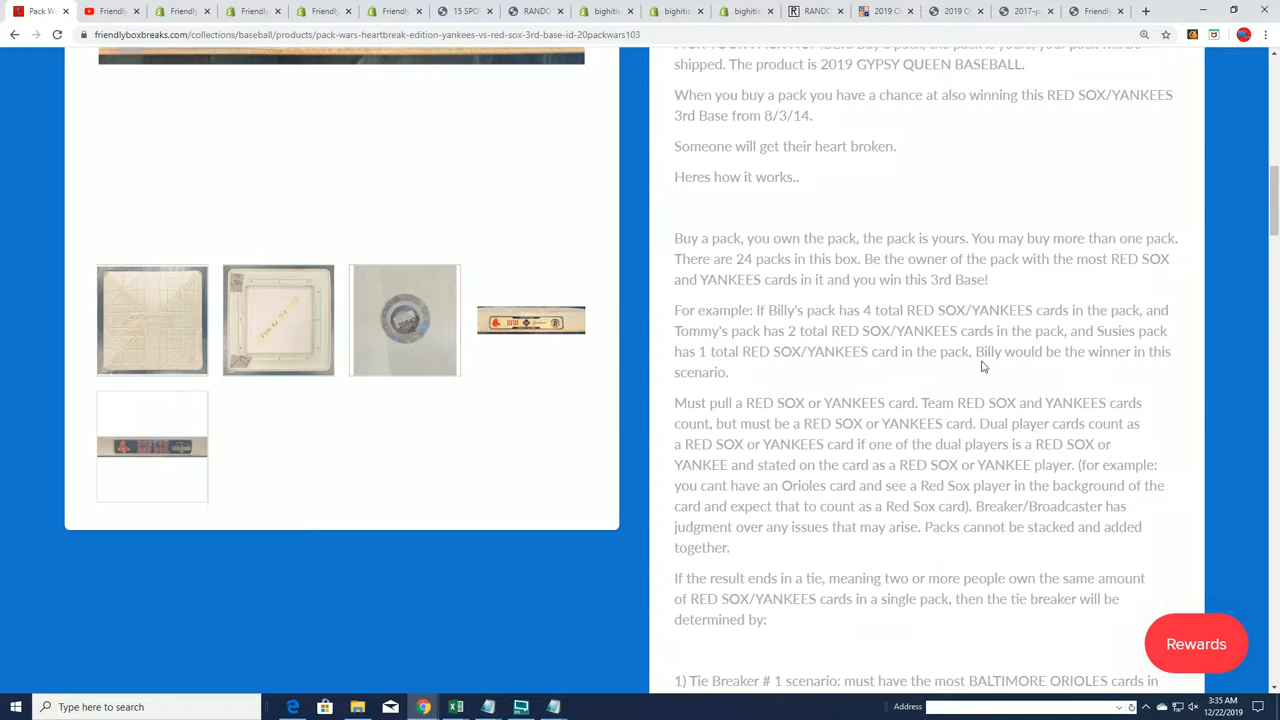 Pack W
Friendly
Friendly
Friendly
Friendly
15 SPO
RANDO
bighitis
bighitis
bighitis
RAND
2019 C
2019 C
2017-p
Friendly
friendlyboxbreaks.com/collections/baseball/products/pack-wars-heartbreak-edition-yankees-vs-red-sox-3rd-base-id-20packwars103
shipped. The product is 2019 GYPSY QUEEN BASEBALL.
When you buy a pack you have a chance at also winning this RED SOX/YANKEES
3rd Base from 8/3/14.
Someone will get their heart broken.
Heres how it works..
Buy a pack, you own the pack, the pack is yours. You may buy more than one pack.
There are 24 packs in this box. Be the owner of the pack with the most RED SOX
and YANKEES cards in it and you win this 3rd Base!
For example: If Billy's pack has 4 total RED SOX/YANKEES cards in the pack, and
Tommy's pack has 2 total RED SOX/YANKEES cards in the pack, and Susies pack
has 1 total RED SOX/YANKEES card in the pack, Billy would be the winner in this
scenario.
Must pull a RED SOX or YANKEES card. Team RED SOX and YANKEES cards
count, but must be a RED SOX or YANKEES card. Dual player cards count as
a RED SOX or YANKEES card if one of the dual players is a RED SOX or
YANKEE and stated on the card as a RED SOX or YANKEE player. (for example:
you cant have an Orioles card and see a Red Sox player in the background of the
card and expect that to count as a Red Sox card). Breaker/Broadcaster has
judgment over any issues that may arise. Packs cannot be stacked and added
together.
If the result ends in a tie, meaning two or more people own the same amount
of RED SOX/YANKEES cards in a single pack, then the tie breaker will be
determined by:
1) Tie Breaker # 1 scenario: must have the most BALTIMORE ORIOLES cards in
Rewards
Type here to search
Address
3:35 AM
12/22/2019